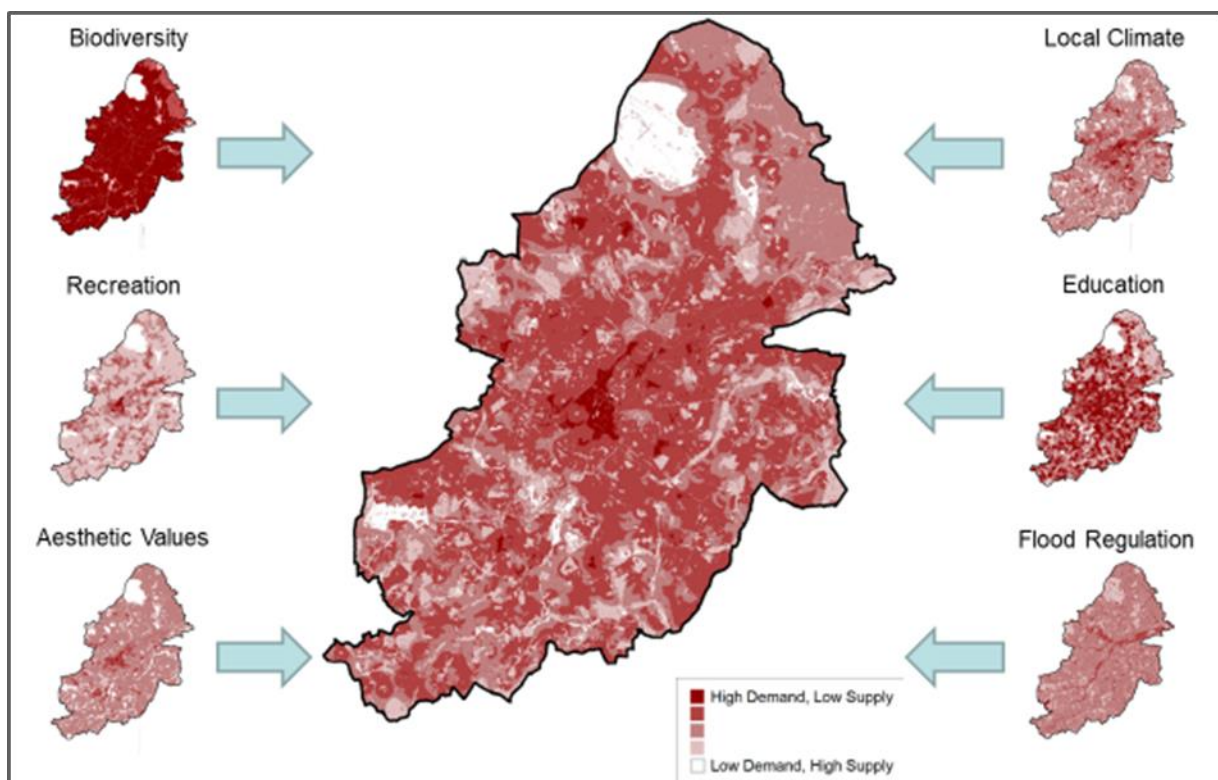 Biodiversity
Local Climate
Recreation
Education
Aesthetic Values
Flood Regulation
High Demand, Low Supply
Low Demand, High Supply